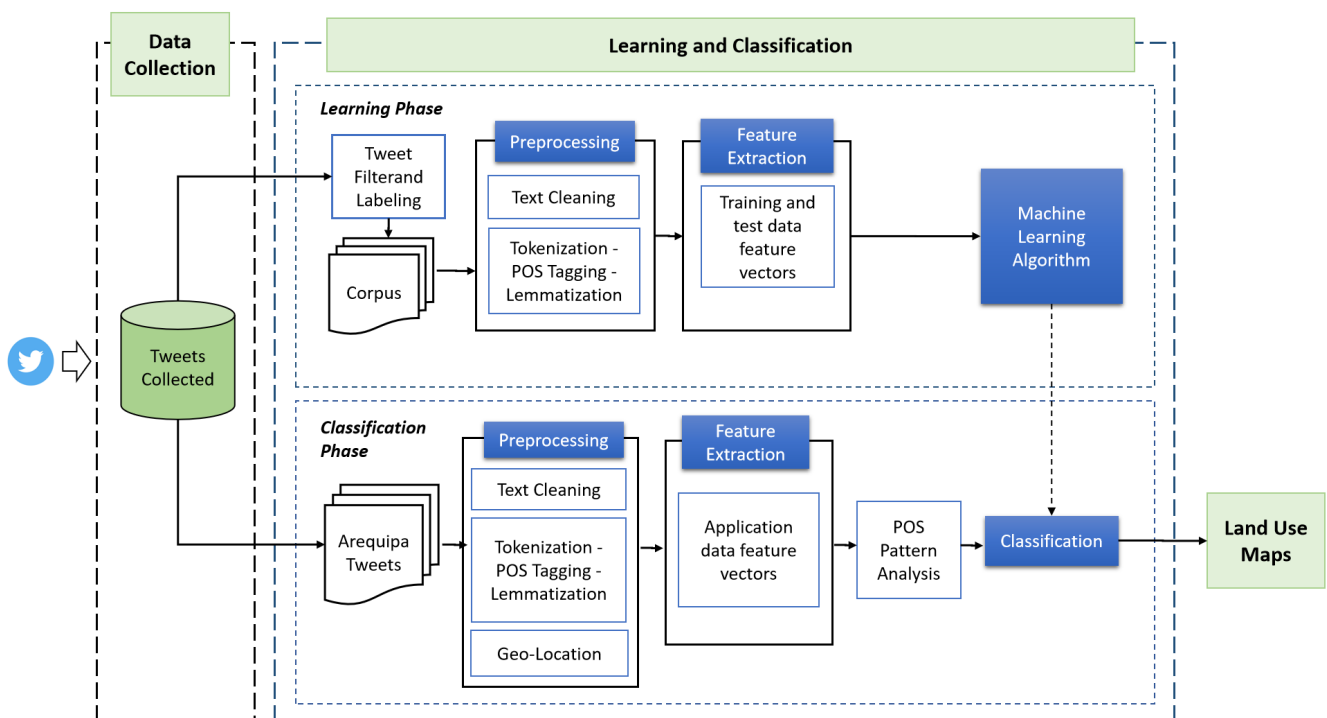 Data
Collection
Learning and Classification
Learning Phase
Tweet
Filterand
Labeling
Corpus
Preprocessing
Text Cleaning
Tokenization -
POS Tagging -
Lemmatization
Feature
Extraction
Training and
test data
feature
vectors
Machine
Learning
Algorithm
Tweets
Collected
Classification
Phase
Arequipa
Tweets
Preprocessing
Text Cleaning
Tokenization -
POS Tagging -
Lemmatization
Geo-Location
Feature
Extraction
Application
data feature
vectors
POS
Pattern
Analysis
Classification
Land Use
Maps